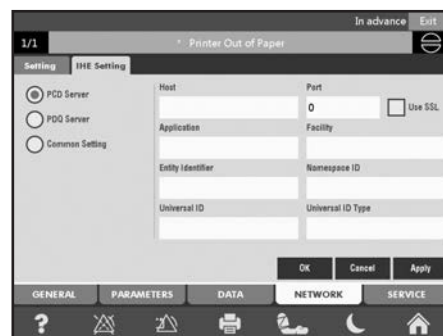 In advance Exit
1/1 * Printer Out of Paper
Setting IHE Setting
PCD Server
PDQ Server
Common Setting
Host Port
0 Use SSL
Application Facility
Entity Identifier Namespace ID
Universal ID Universal ID Type
OK Cancel Apply
GENERAL PARAMETERS DATA NETWORK SERVICE
?